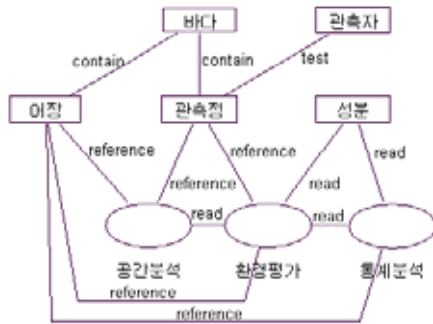 바다
관측자
contain
contain
test
어장
관측점
성분
reference
reference
reference
read
read
read
read
공간분석
환형평가
통계분석
reference
reference